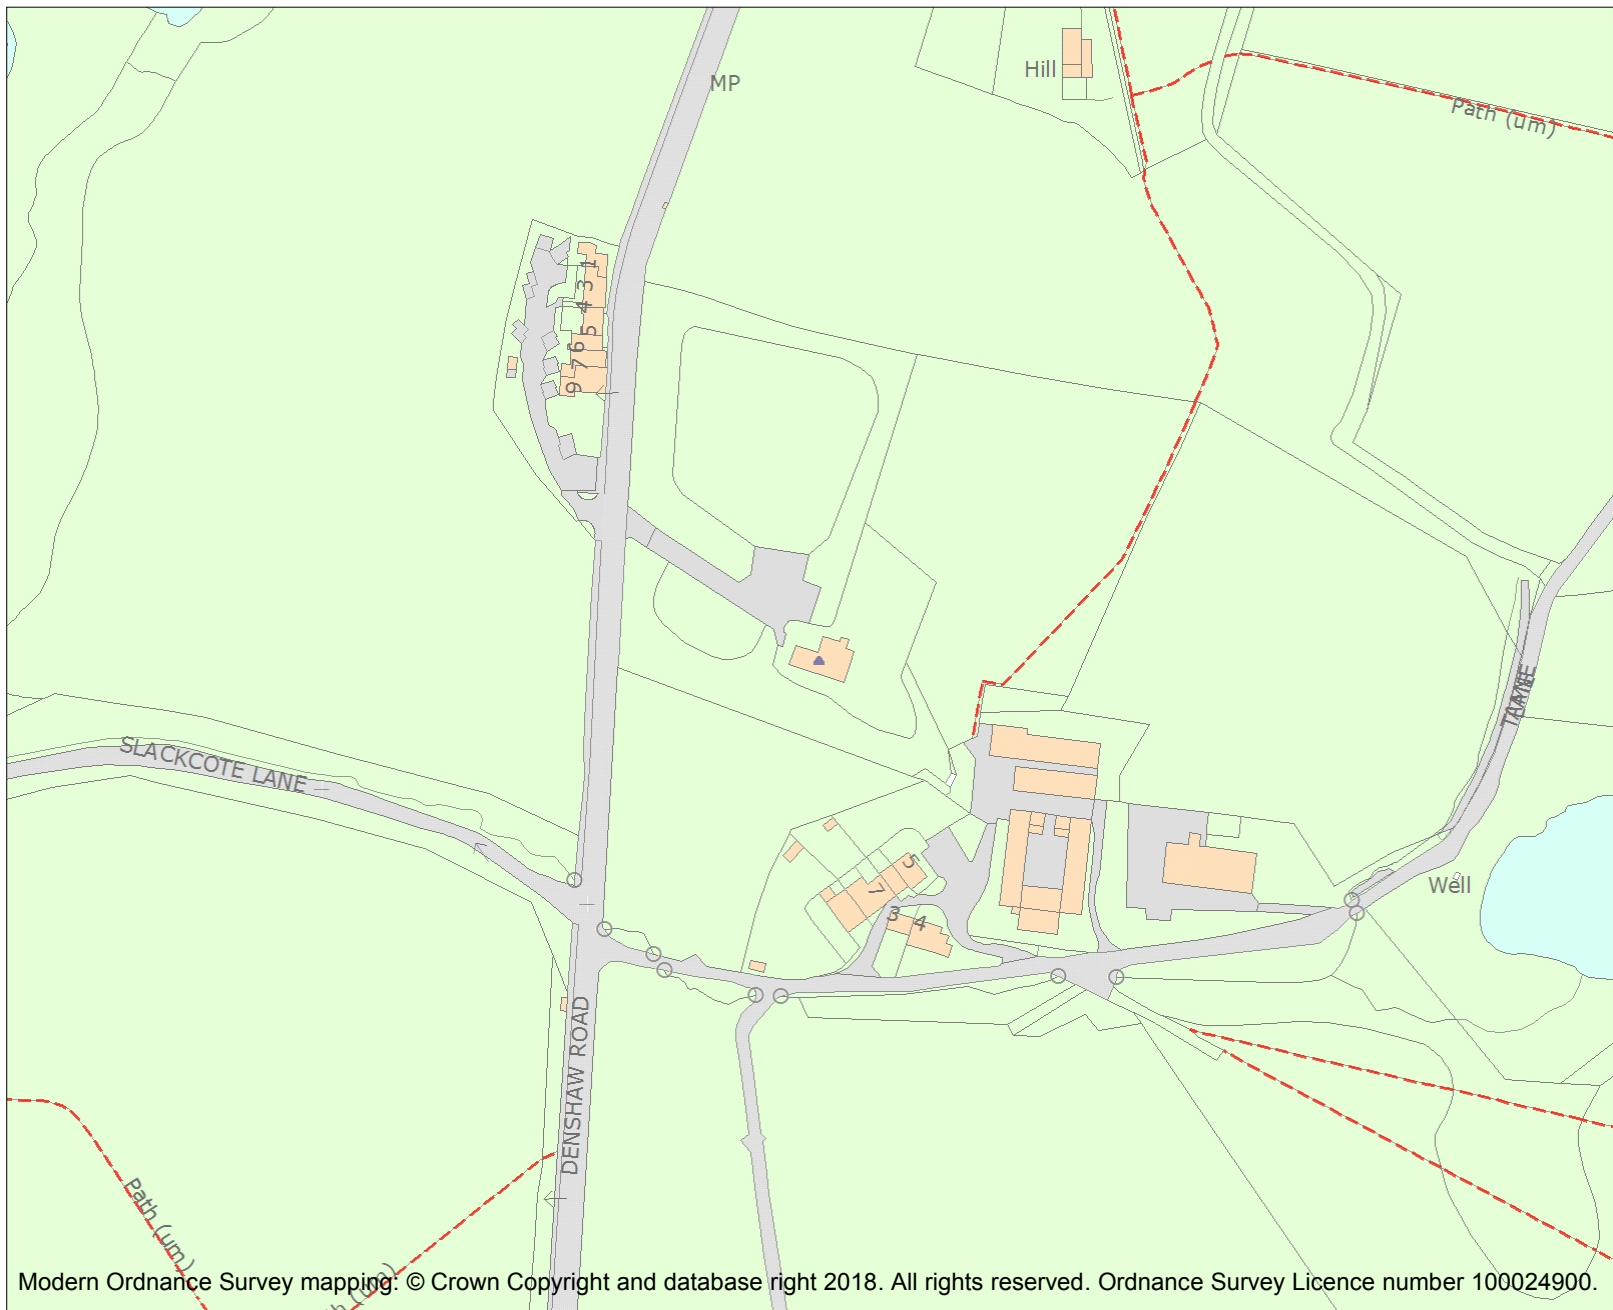 MP
Hill
Path (um)
1
3
4
5
6
7
9
SLACKCOTE LANE
TAME
5
7
3
4
Well
DENSHAW ROAD
Path (um)
Modern Ordnance Survey mapping: © Crown Copyright and database right 2018. All rights reserved. Ordnance Survey Licence number 100024900.